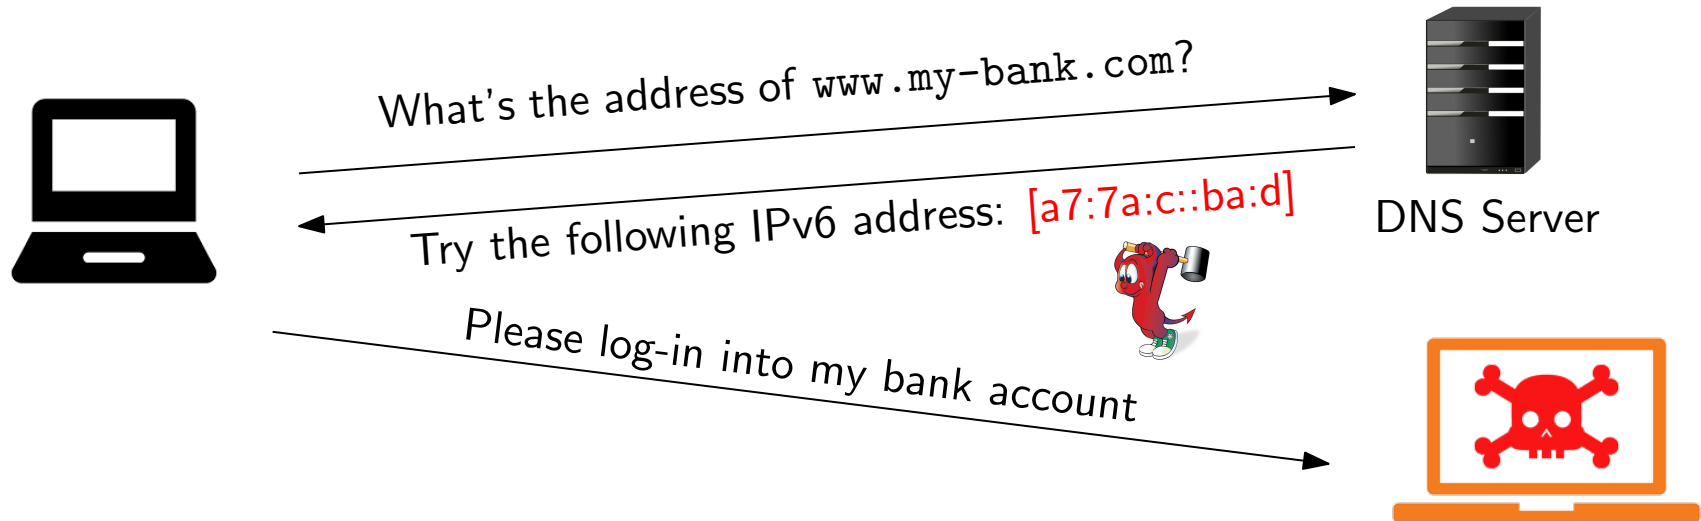 What's the address of www.my-bank.com?
Try the following IPv6 address: [a7:7a:c::ba:d]
DNS Server
Please log-in into my bank account